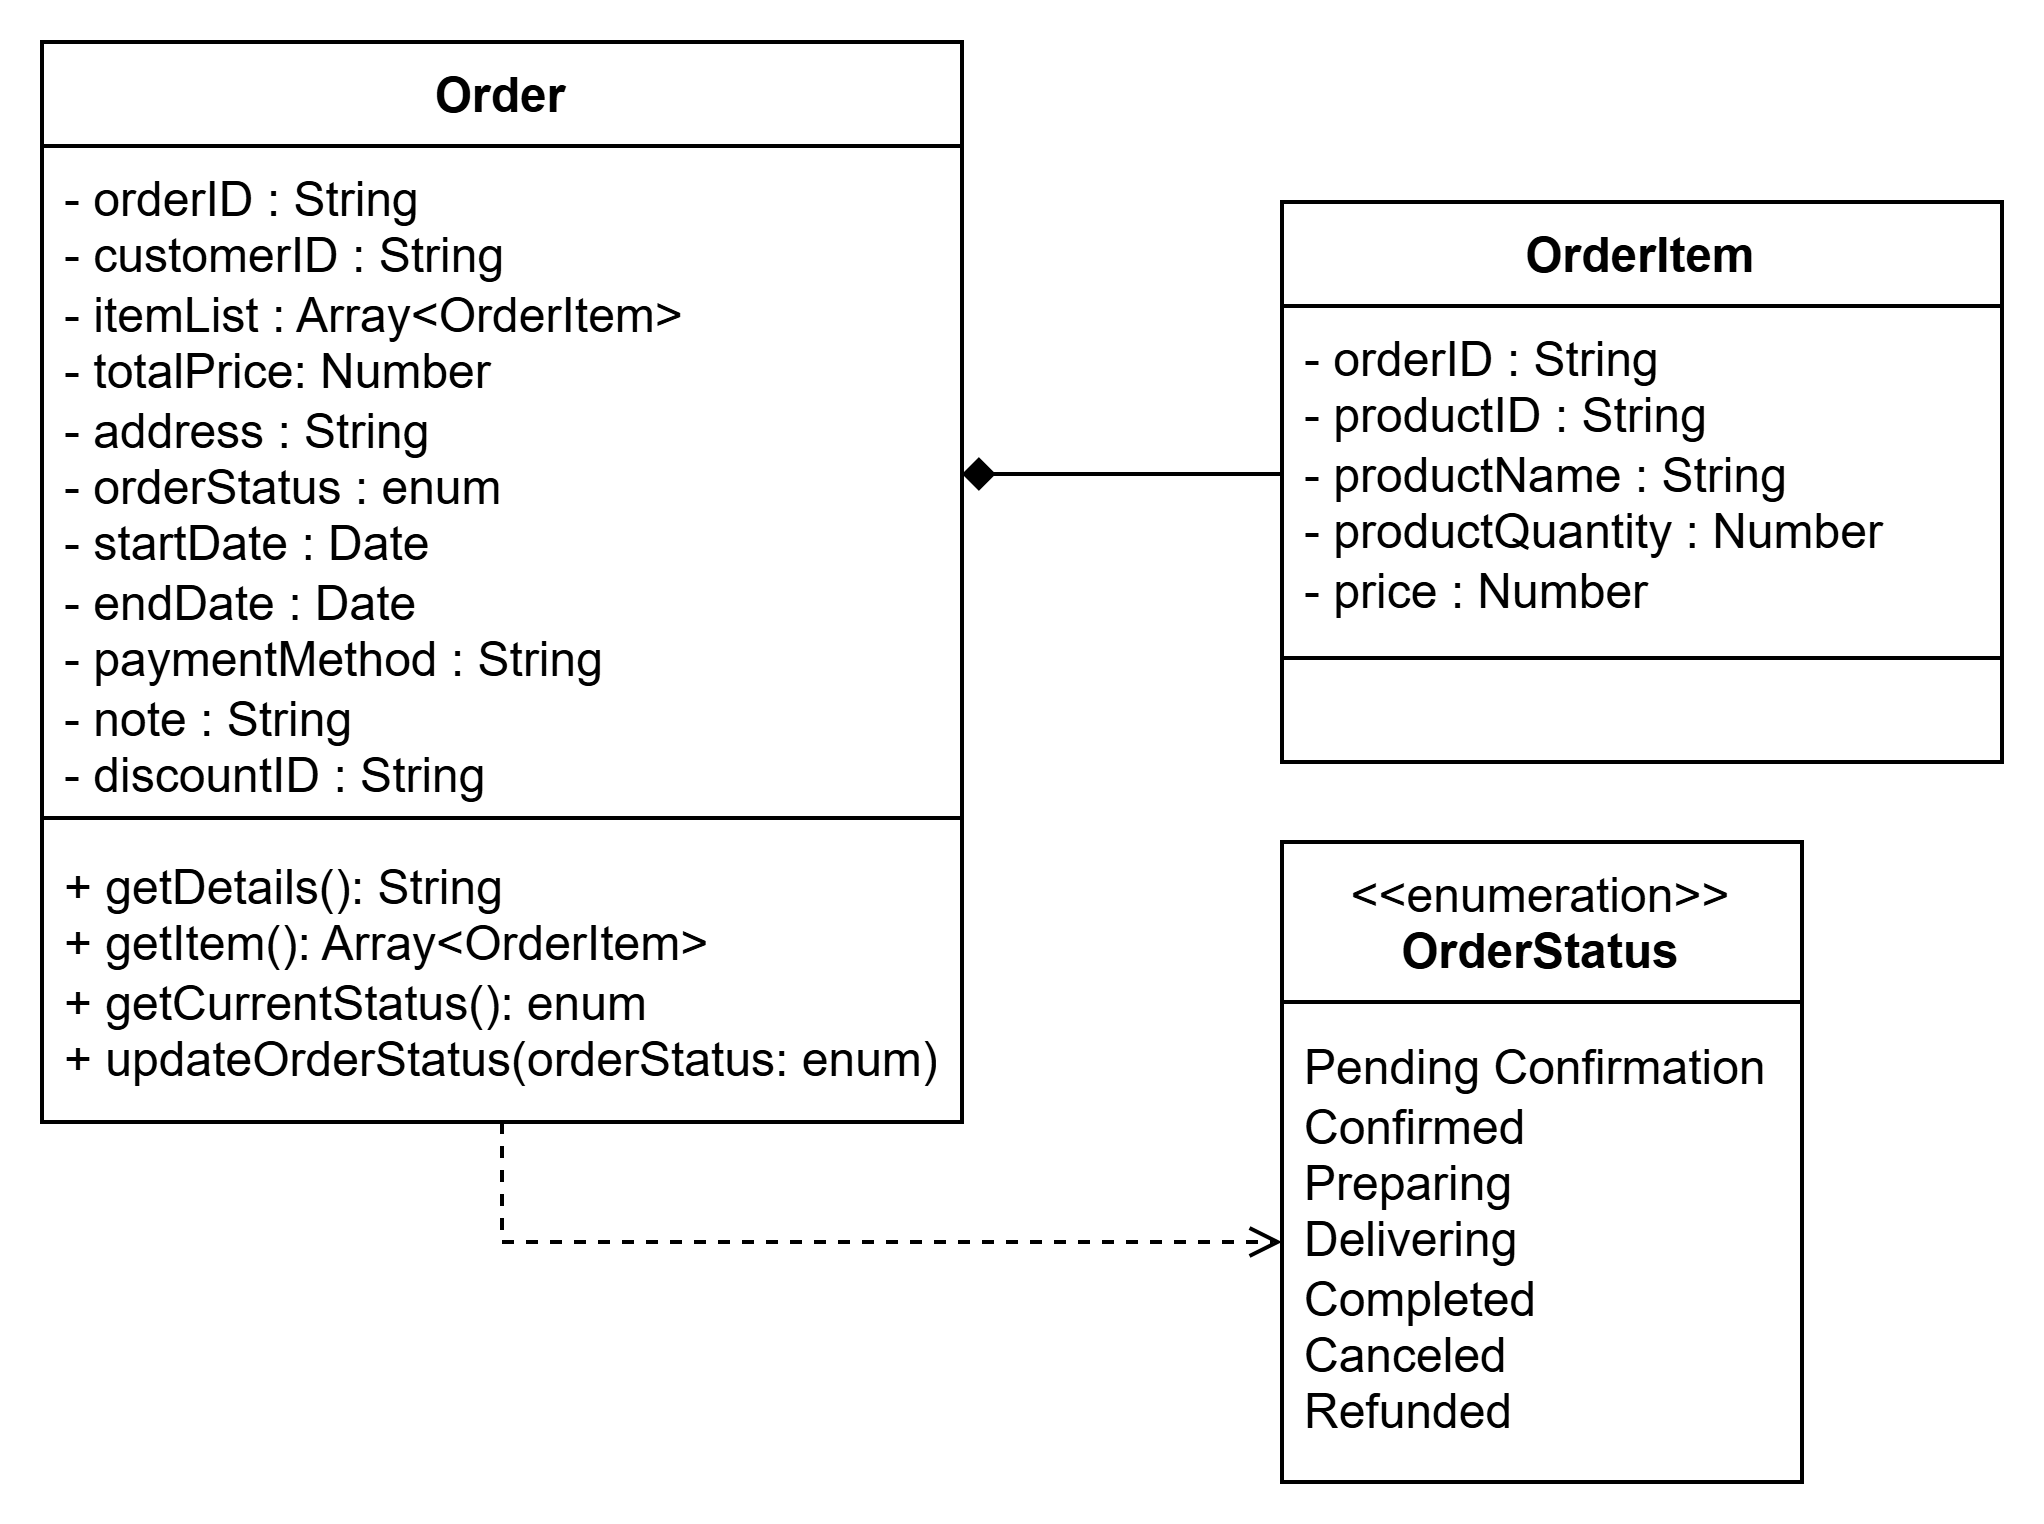 Order
- orderID : String
- customerID : String
- itemList : Array<OrderItem>
- totalPrice: Number
- address : String
- orderStatus : enum
- startDate : Date
- endDate : Date
- paymentMethod : String
- note : String
- discountID : String
+ getDetails(): String
+ getItem(): Array<OrderItem>
+ getCurrentStatus(): enum
+ updateOrderStatus(orderStatus: enum)
OrderItem
- orderID : String
- productID : String
- productName : String
- productQuantity : Number
- price : Number
<<enumeration>>
OrderStatus
Pending Confirmation
Confirmed
Preparing
Delivering
Completed
Canceled
Refunded